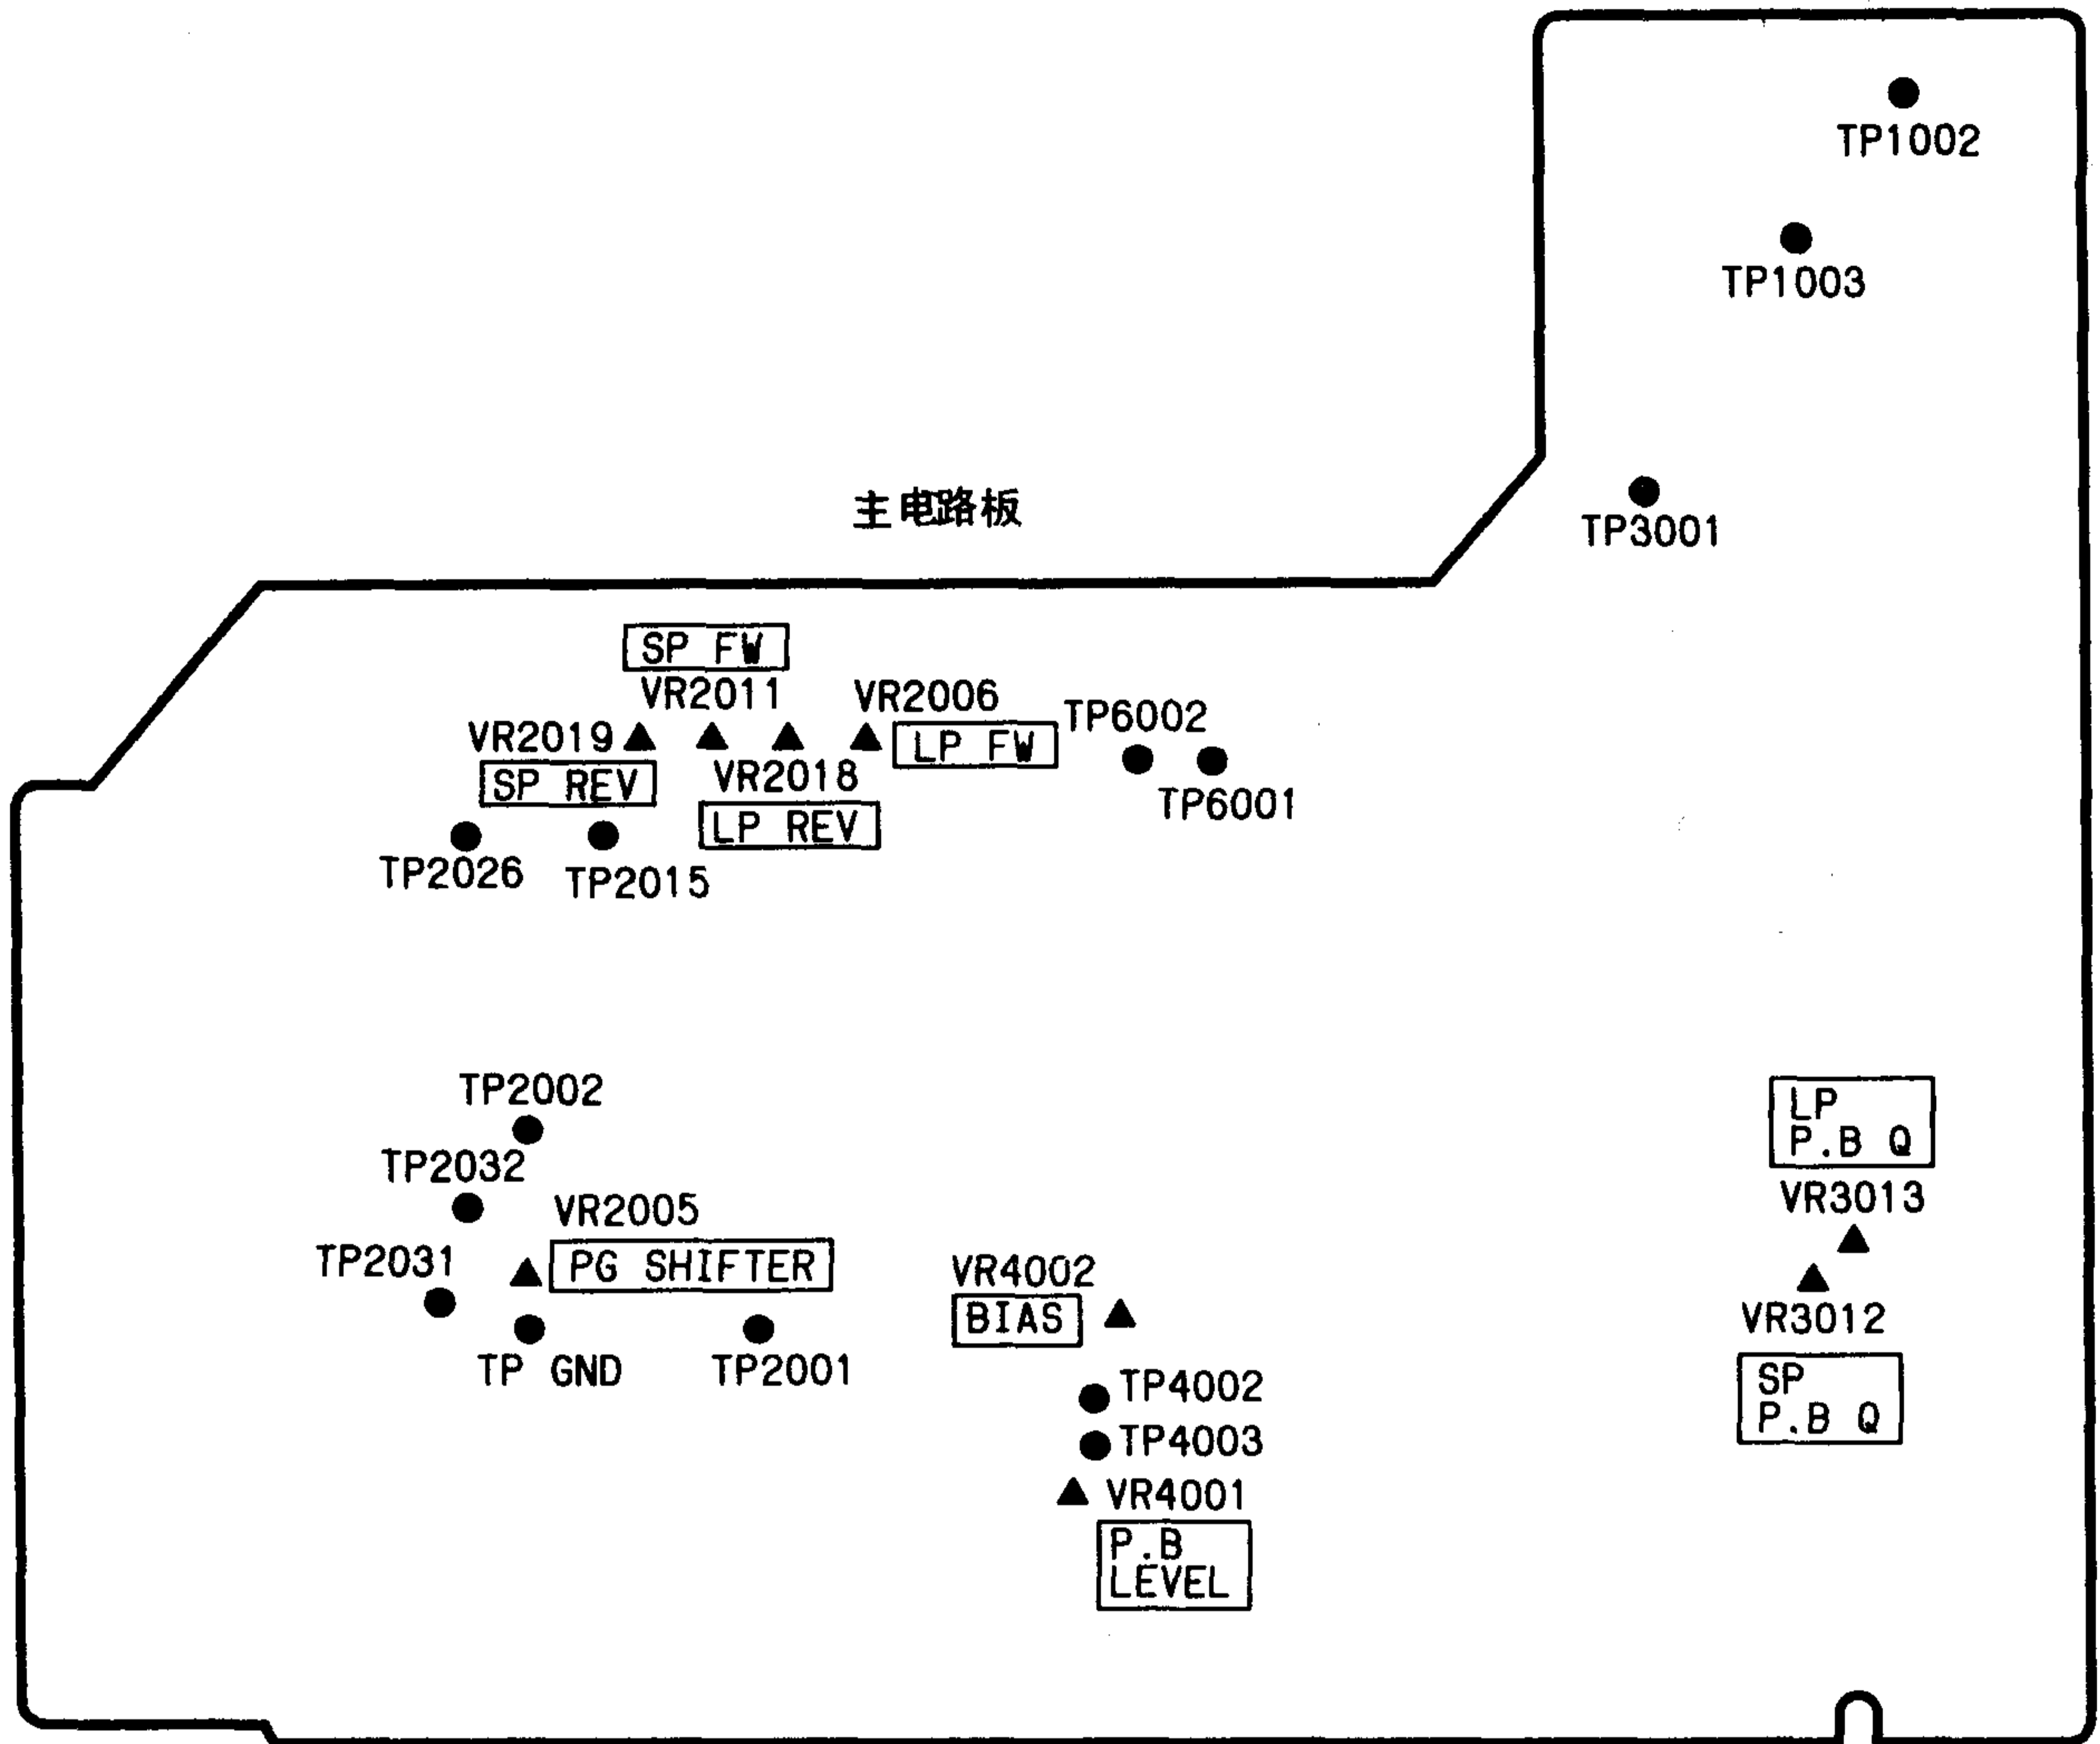 TP1002
TP1003
主电路板
TP3001
SP FW
VR2011
VR2006
TP6002
VR2019
LP FW
SP REV
VR2018
TP6001
LP REV
TP2026
TP2015
TP2002
LP
P.B Q
TP2032
VR3013
VR2005
TP2031
PG SHIFTER
VR4002
BIAS
VR3012
TP GND
TP2001
SP
P.B Q
TP4002
TP4003
VR4001
P.B
LEVEL